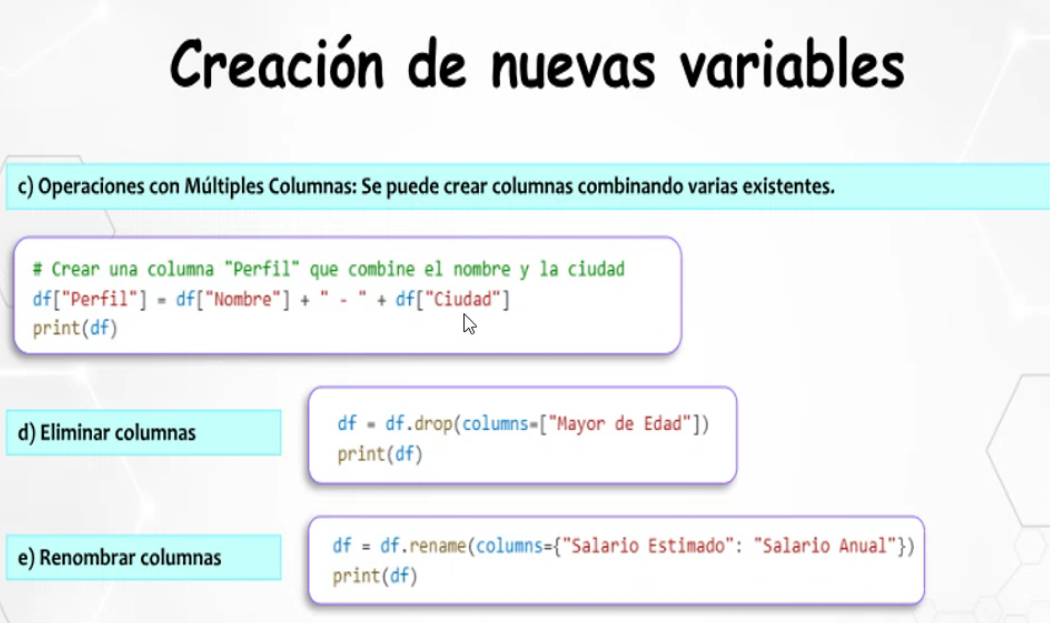 Creación de nuevas variables
c) Operaciones con Múltiples Columnas: Se puede crear columnas combinando varias existentes.
# Crear una columna "Perfil" que combine el nombre y la ciudad
df["Perfil"] = df["Nombre"] + " - " + df["Ciudad"]
print(df)
d) Eliminar columnas
df = df.drop(columns=["Mayor de Edad"])
print(df)
e) Renombrar columnas
df = df.rename(columns={"Salario Estimado": "Salario Anual"})
print(df)